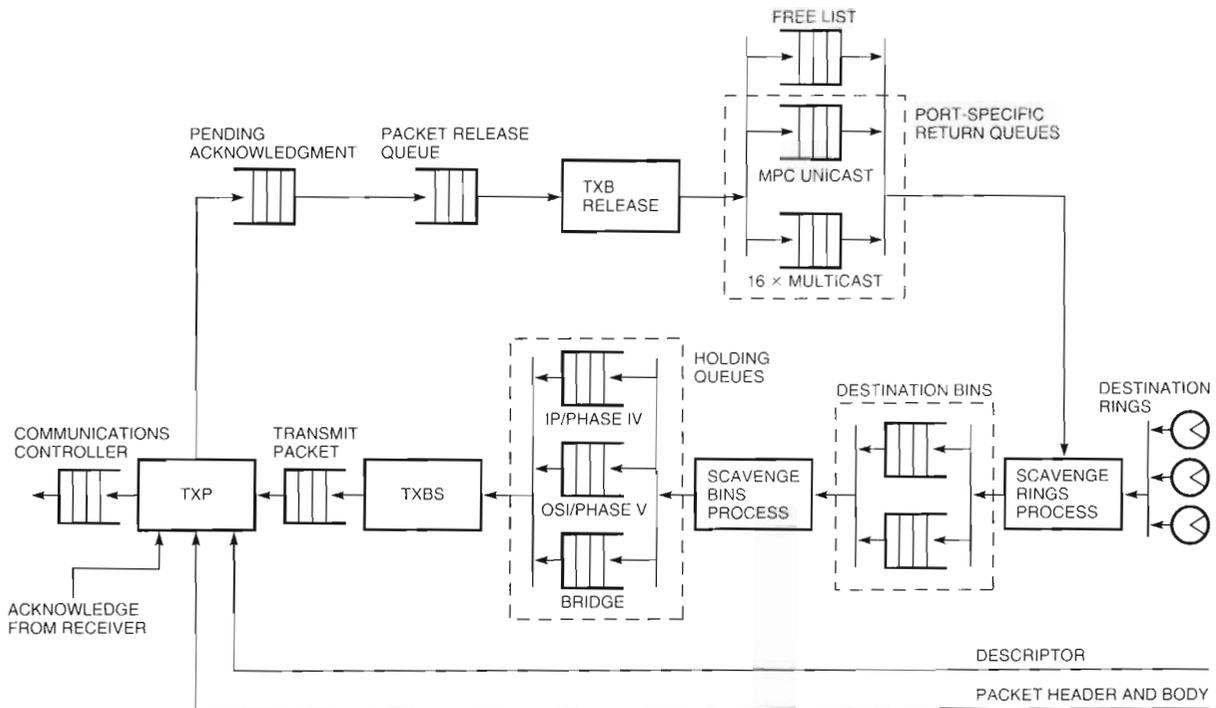 FREE LIST
PORT-SPECIFIC
RETURN QUEUES
PENDING
ACKNOWLEDGMENT
PACKET RELEASE
QUEUE
TXB
RELEASE
MPC UNICAST
16 × MULTICAST
HOLDING
QUEUES
DESTINATION BINS
DESTINATION
RINGS
IP/PHASE IV
COMMUNICATIONS
CONTROLLER
TRANSMIT
PACKET
TXP
TXBS
OSI/PHASE V
SCAVENGE
BINS
PROCESS
SCAVENGE
RINGS
PROCESS
BRIDGE
ACKNOWLEDGE
FROM RECEIVER
DESCRIPTOR
PACKET HEADER AND BODY